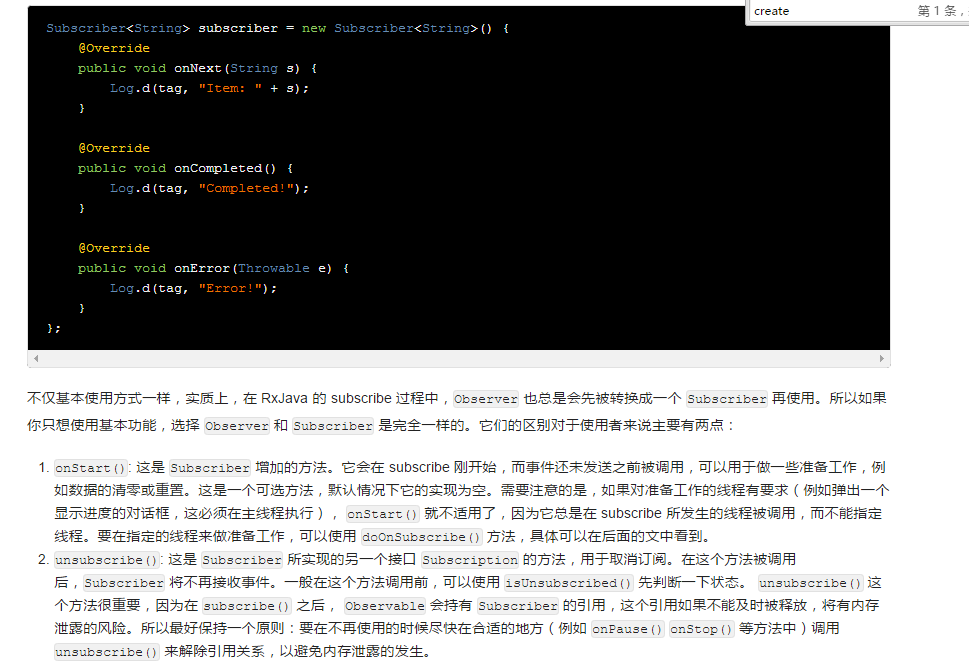 create 第 1 条，
Subscriber<String> subscriber = new Subscriber<String>() {
    @Override
    public void onNext(String s) {
        Log.d(tag, "Item: " + s);
    }
    @Override
    public void onCompleted() {
        Log.d(tag, "Completed!");
    }
    @Override
    public void onError(Throwable e) {
        Log.d(tag, "Error!");
    }
};
不仅基本使用方式一样，实质上，在 RxJava 的 subscribe 过程中，Observer 也总是会先被转换成一个 Subscriber 再使用。所以如果
你只想使用基本功能，选择 Observer 和 Subscriber 是完全一样的。它们的区别对于使用者来说主要有两点：
1. onStart(): 这是 Subscriber 增加的方法。它会在 subscribe 刚开始，而事件还未发送之前被调用，可以用于做一些准备工作，例
如数据的清零或重置。这是一个可选方法，默认情况下它的实现为空。需要注意的是，如果对准备工作的线程有要求（例如弹出一个
显示进度的对话框，这必须在主线程执行），onStart() 就不适用了，因为它总是在 subscribe 所发生的线程被调用，而不能指定
线程。要在指定的线程来做准备工作，可以使用 doOnSubscribe() 方法，具体可以在后面的文中看到。
2. unsubscribe(): 这是 Subscriber 所实现的另一个接口 Subscription 的方法，用于取消订阅。在这个方法被调用
后，Subscriber 将不再接收事件。一般在这个方法调用前，可以使用 isUnsubscribed() 先判断一下状态。 unsubscribe() 这
个方法很重要，因为在 subscribe() 之后， Observable 会持有 Subscriber 的引用，这个引用如果不能及时被释放，将有内存
泄露的风险。所以最好保持一个原则：要在不再使用的时候尽快在合适的地方（例如 onPause() onStop() 等方法中）调用
unsubscribe() 来解除引用关系，以避免内存泄露的发生。